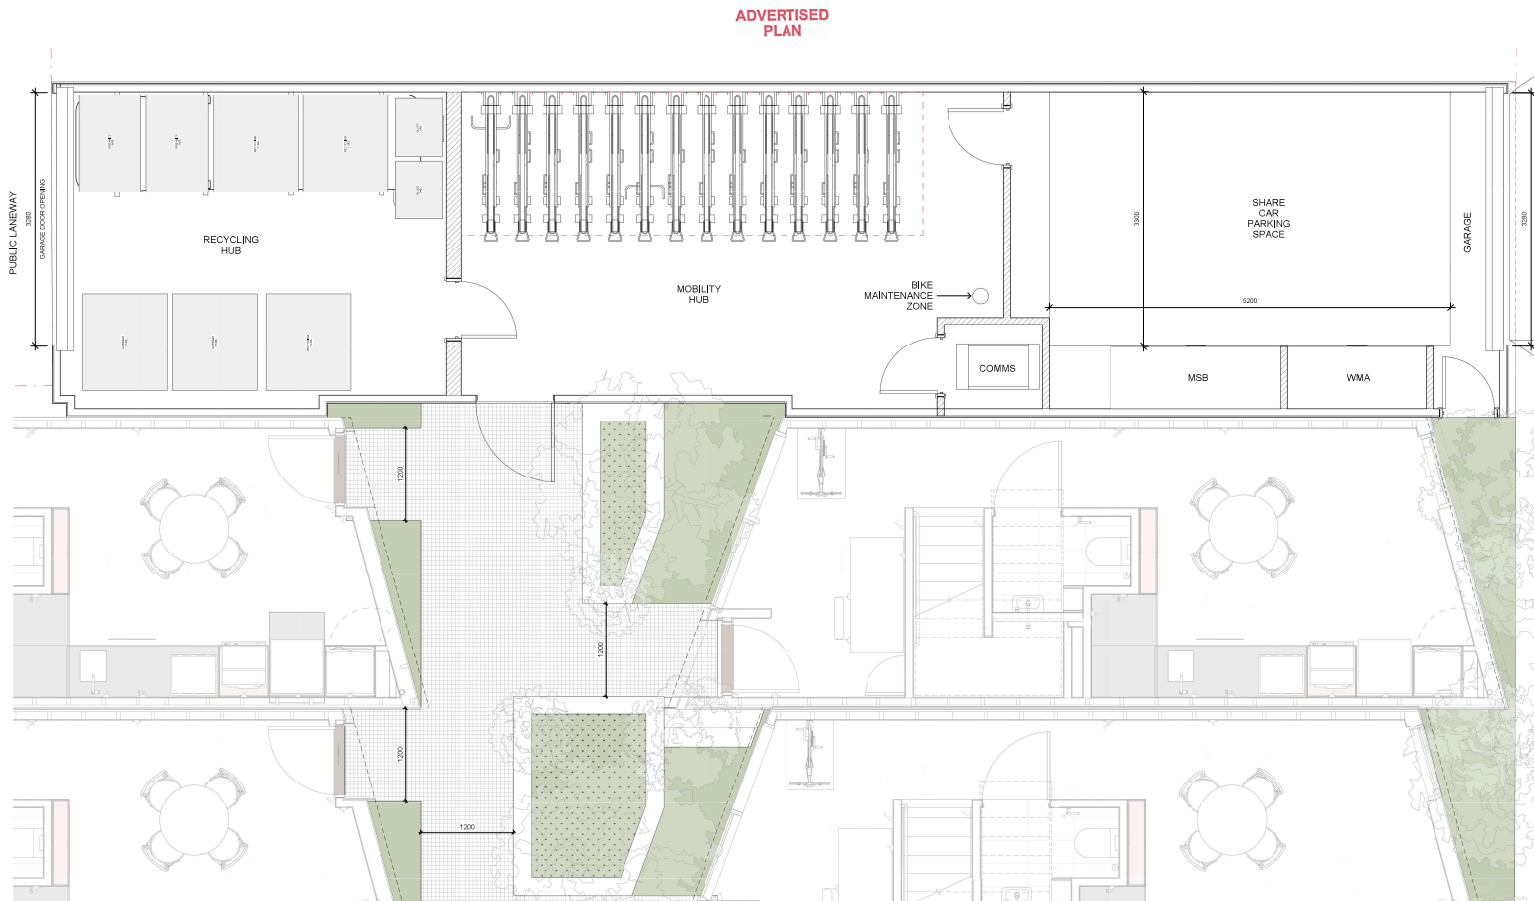 ADVERTISED
PLAN
PUBLIC LANEWAY
3280
GARAGE DOOR OPENING
RECYCLING
HUB
MOBILITY
HUB
BIKE
MAINTENANCE
ZONE
COMMS
SHARE
CAR
PARKING
SPACE
3300
5200
GARAGE
3280
MSB
WMA
1200
1200
1200
1200